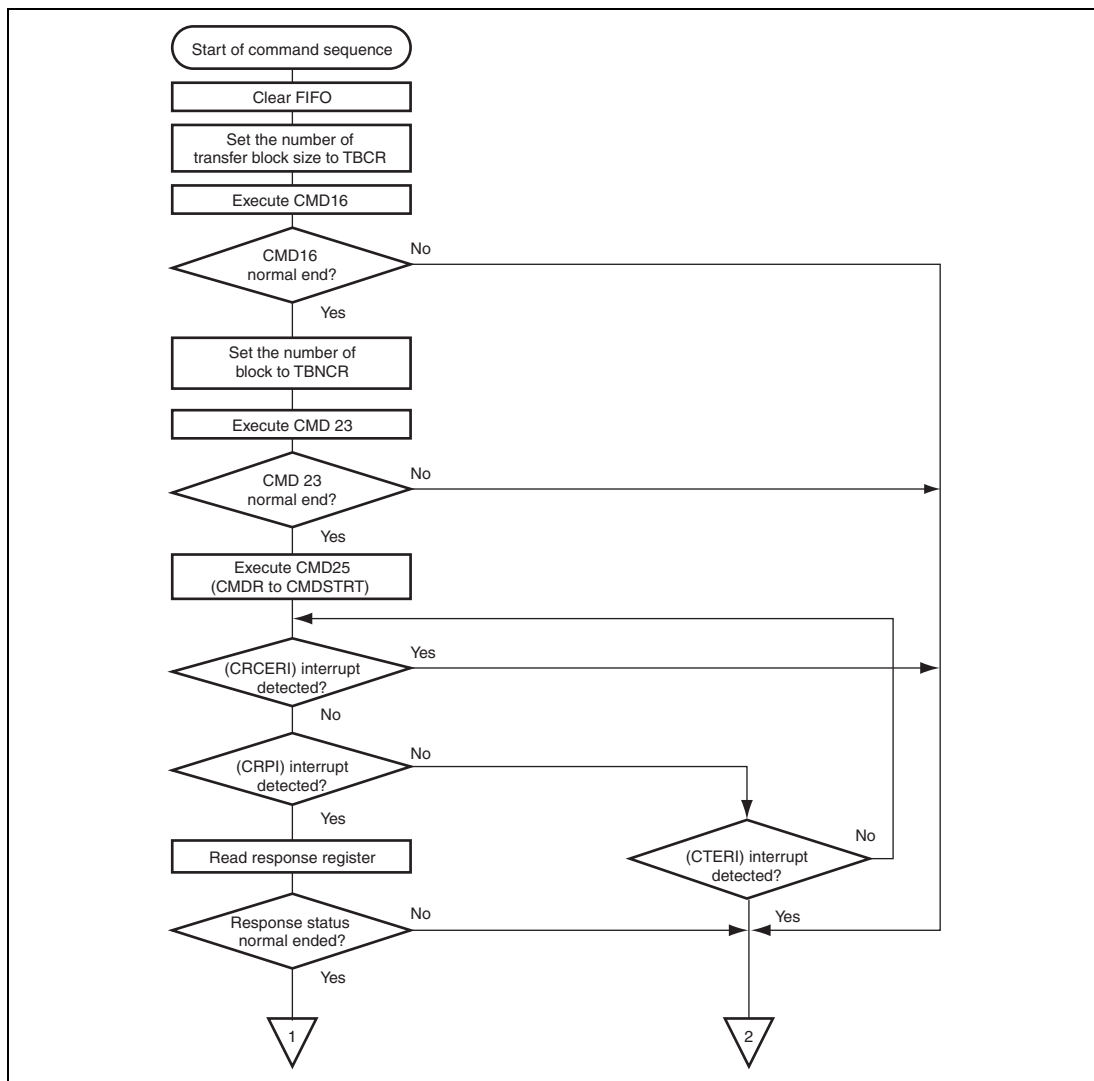 Start of command sequence
Clear FIFO
Set the number of
transfer block size to TBCR
Execute CMD16
CMD16
normal end?
No
Yes
Set the number of
block to TBNCR
Execute CMD 23
CMD 23
normal end?
No
Yes
Execute CMD25
(CMDR to CMDSTRT)
(CRCERI) interrupt
detected?
Yes
No
(CRPI) interrupt
detected?
No
Yes
(CTERI) interrupt
detected?
No
Yes
Read response register
Response status
normal ended?
No
Yes
1
2